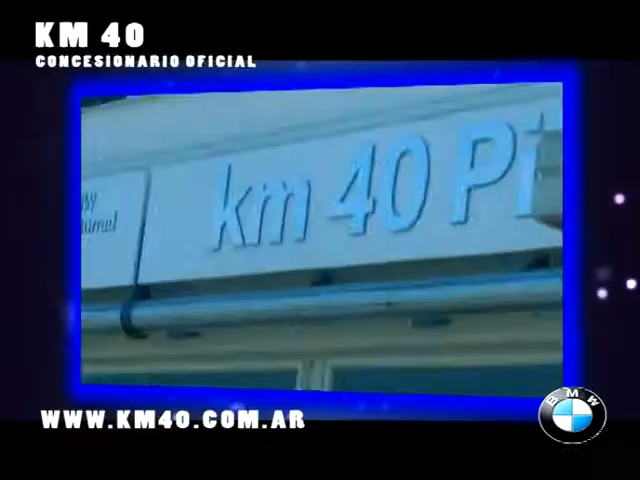 KM 40
CONCESIONARIO OFICIAL
km 40 Pi
WWW.KM40.COM.AR
BMW